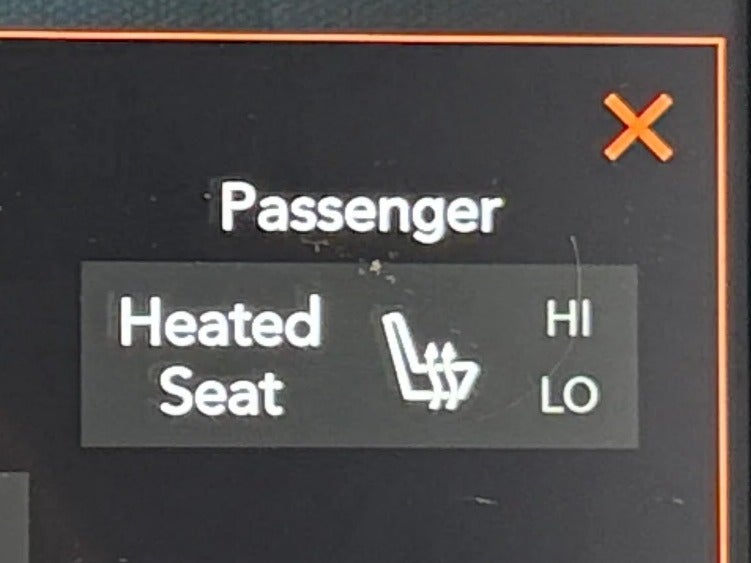 Passenger
Heated
Seat
HI
LO